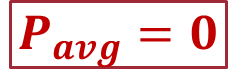 P_avg = 0